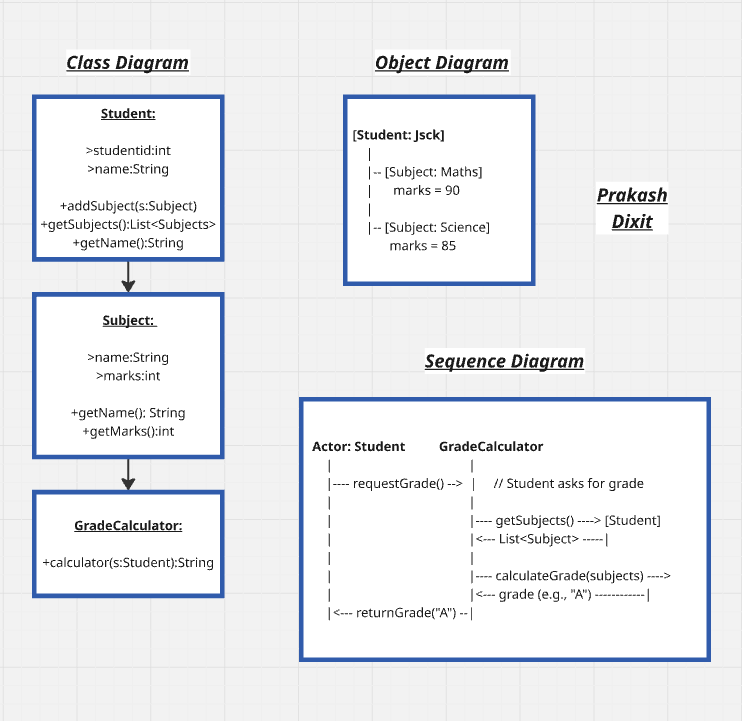 Class Diagram
Student:
>studentid:int
>name:String
+addSubject(s:Subject)
+getSubjects():List<Subjects>
+getName():String
Subject:
>name:String
>marks:int
+getName(): String
+getMarks():int
GradeCalculator:
+calculator(s:Student):String
Object Diagram
[Student: Jsck]
|
|-- [Subject: Maths]
| marks = 90
|
|-- [Subject: Science]
marks = 85
Prakash
Dixit
Sequence Diagram
Actor: Student GradeCalculator
| |
|---- requestGrade() --> | // Student asks for grade
| |
| |---- getSubjects() ----> [Student]
| |<--- List<Subject> -----|
| |
| |---- calculateGrade(subjects) ---->
| |<--- grade (e.g., "A") ------------|
|<--- returnGrade("A") --|